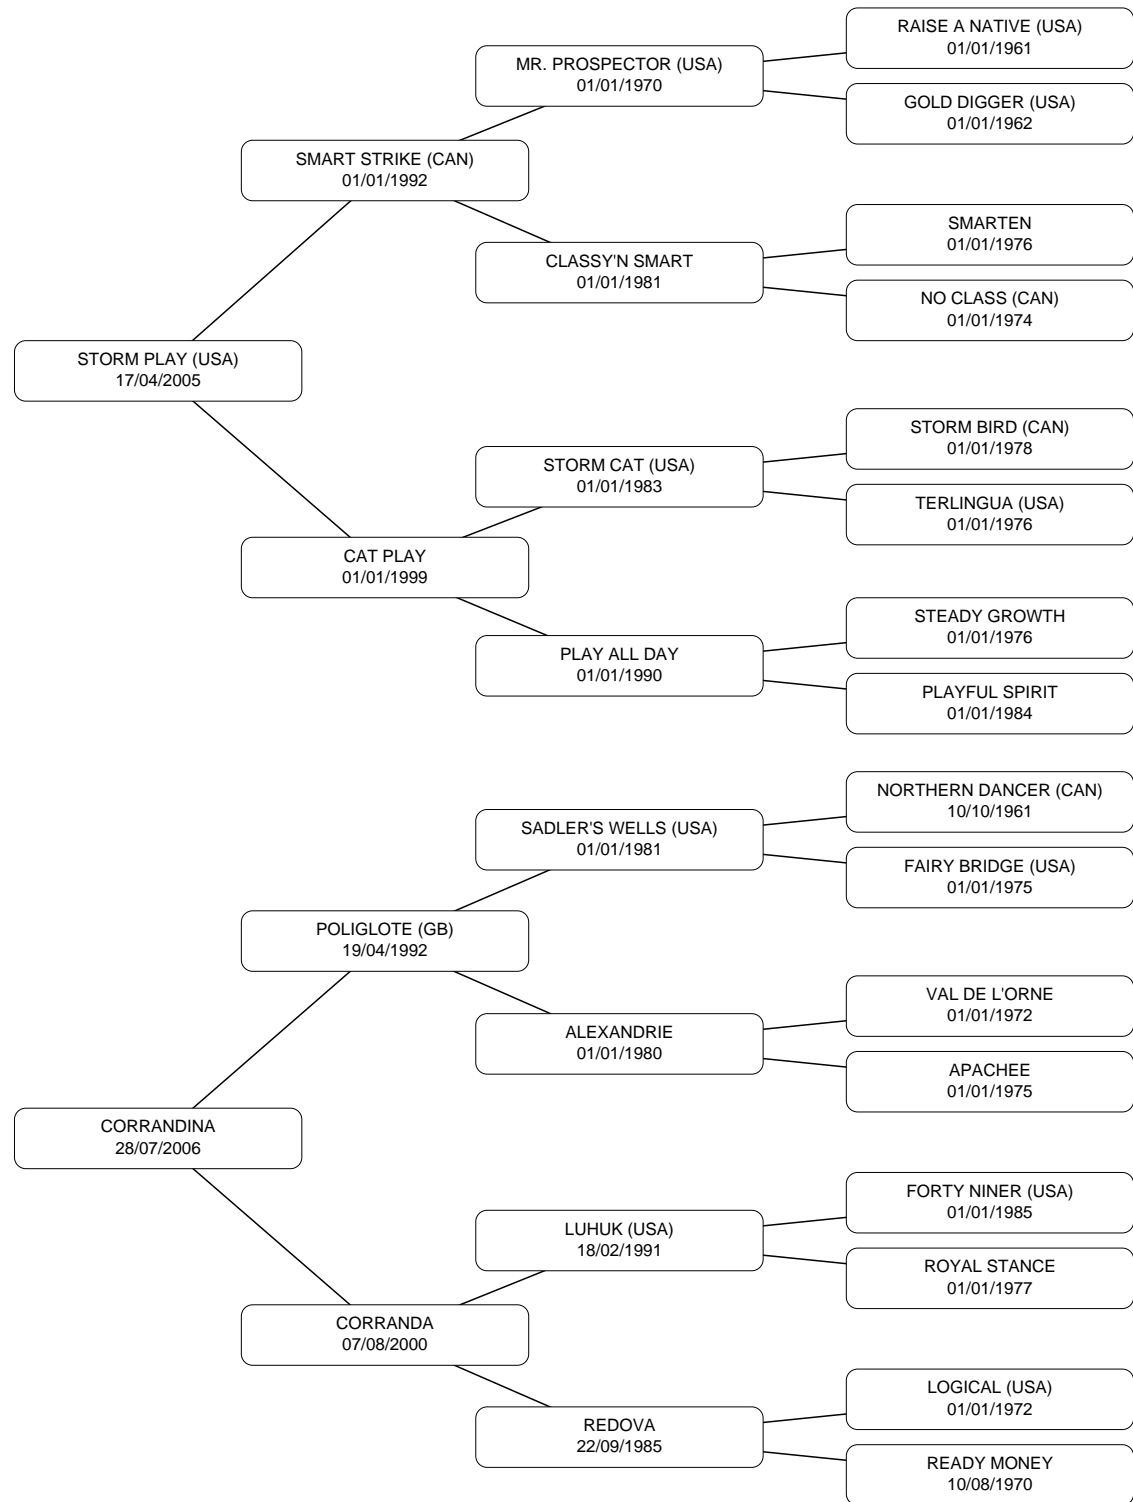 RAISE A NATIVE (USA)
01/01/1961
MR. PROSPECTOR (USA)
01/01/1970
GOLD DIGGER (USA)
01/01/1962
SMART STRIKE (CAN)
01/01/1992
SMARTEN
01/01/1976
CLASSY'N SMART
01/01/1981
NO CLASS (CAN)
01/01/1974
STORM PLAY (USA)
17/04/2005
STORM BIRD (CAN)
01/01/1978
STORM CAT (USA)
01/01/1983
TERLINGUA (USA)
01/01/1976
CAT PLAY
01/01/1999
STEADY GROWTH
01/01/1976
PLAY ALL DAY
01/01/1990
PLAYFUL SPIRIT
01/01/1984
NORTHERN DANCER (CAN)
10/10/1961
SADLER'S WELLS (USA)
01/01/1981
FAIRY BRIDGE (USA)
01/01/1975
POLIGLOTE (GB)
19/04/1992
VAL DE L'ORNE
01/01/1972
ALEXANDRIE
01/01/1980
APACHEE
01/01/1975
CORRANDINA
28/07/2006
FORTY NINER (USA)
01/01/1985
LUHUK (USA)
18/02/1991
ROYAL STANCE
01/01/1977
CORRANDA
07/08/2000
LOGICAL (USA)
01/01/1972
REDOVA
22/09/1985
READY MONEY
10/08/1970